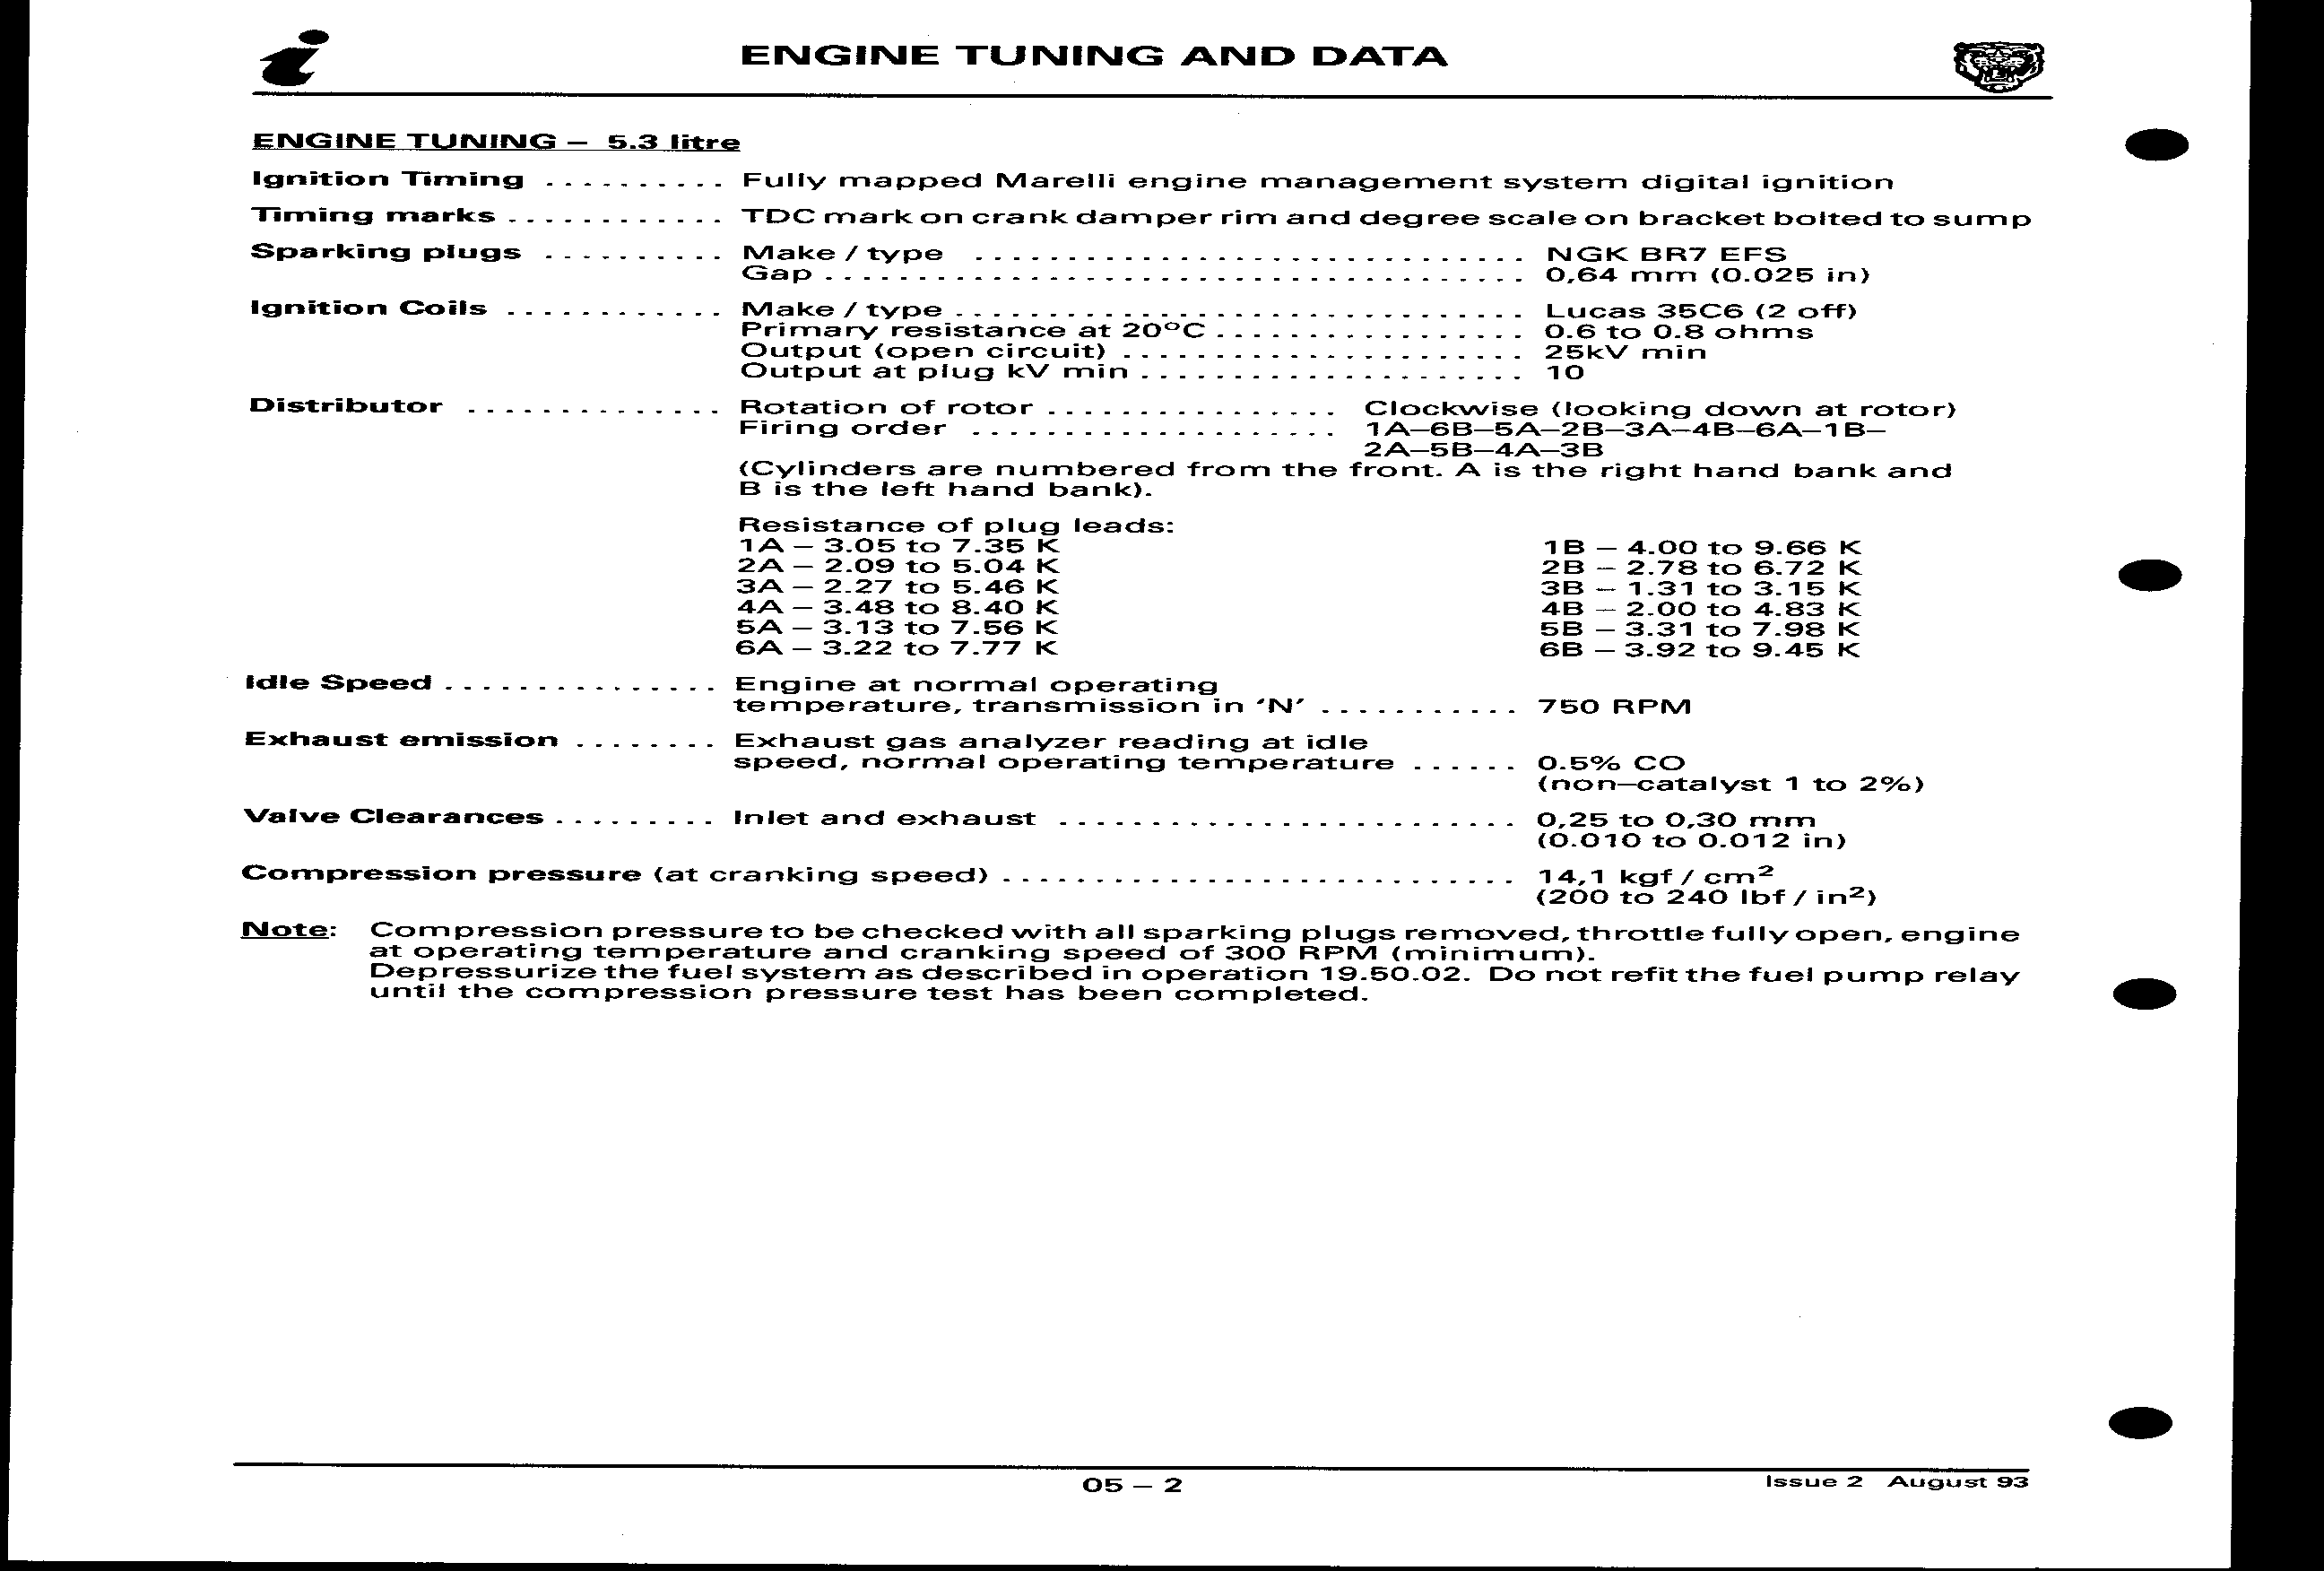 ENGINE TUNING AND DATA
ENGINE TUNING – 5.3 litre
Ignition Timing .......... Fully mapped Marelli engine management system digital ignition
Timing marks ............ TDC mark on crank damper rim and degree scale on bracket bolted to sump
Sparking plugs .......... Make / type .............................. NGK BR7 EFS
Gap ...................................... 0,64 mm (0.025 in)
Ignition Coils ............ Make / type ............................... Lucas 35C6 (2 off)
Primary resistance at 20°C ................. 0.6 to 0.8 ohms
Output (open circuit) ...................... 25kV min
Output at plug kV min ..................... 10
Distributor .............. Rotation of rotor ................ Clockwise (looking down at rotor)
Firing order .................... 1A–6B–5A–2B–3A–4B–6A–1B–
2A–5B–4A–3B
(Cylinders are numbered from the front. A is the right hand bank and
B is the left hand bank).
Resistance of plug leads:
1A – 3.05 to 7.35 K 1B – 4.00 to 9.66 K
2A – 2.09 to 5.04 K 2B – 2.78 to 6.72 K
3A – 2.27 to 5.46 K 3B – 1.31 to 3.15 K
4A – 3.48 to 8.40 K 4B – 2.00 to 4.83 K
5A – 3.13 to 7.56 K 5B – 3.31 to 7.98 K
6A – 3.22 to 7.77 K 6B – 3.92 to 9.45 K
Idle Speed ............... Engine at normal operating
temperature, transmission in 'N' ........... 750 RPM
Exhaust emission ........ Exhaust gas analyzer reading at idle
speed, normal operating temperature ...... 0.5% CO
(non–catalyst 1 to 2%)
Valve Clearances ......... Inlet and exhaust ......................... 0,25 to 0,30 mm
(0.010 to 0.012 in)
Compression pressure (at cranking speed) ............................ 14,1 kgf / cm²
(200 to 240 lbf / in²)
Note: Compression pressure to be checked with all sparking plugs removed, throttle fully open, engine
at operating temperature and cranking speed of 300 RPM (minimum).
Depressurize the fuel system as described in operation 19.50.02. Do not refit the fuel pump relay
until the compression pressure test has been completed.
05 – 2 Issue 2 August 93